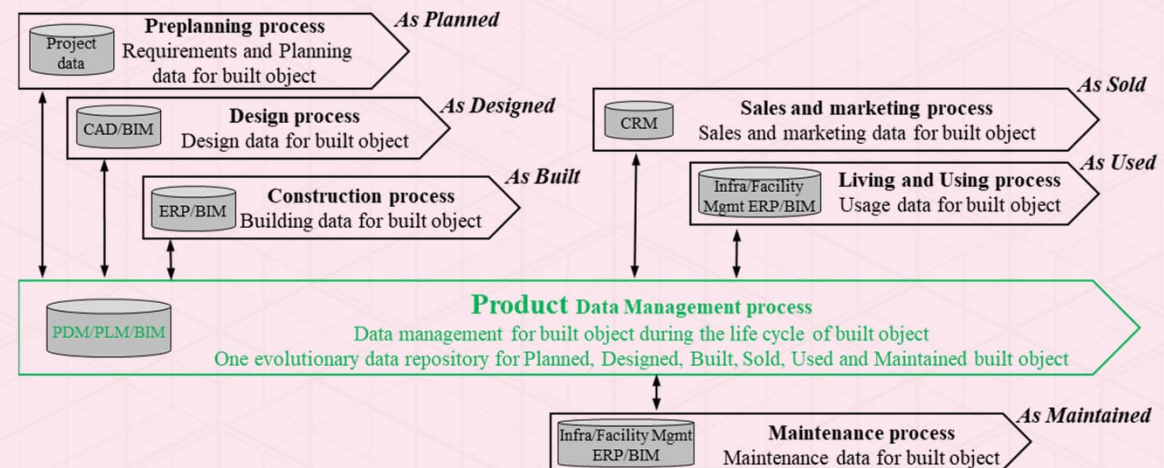 As Planned
Project
data
Preplanning process
Requirements and Planning
data for built object
As Designed
CAD/BIM
Design process
Design data for built object
As Built
ERP/BIM
Construction process
Building data for built object
As Sold
CRM
Sales and marketing process
Sales and marketing data for built object
As Used
Infra/Facility
Mgmt ERP/BIM
Living and Using process
Usage data for built object
PDM/PLM/BIM
Product Data Management process
Data management for built object during the life cycle of built object
One evolutionary data repository for Planned, Designed, Built, Sold, Used and Maintained built object
As Maintained
Infra/Facility Mgmt
ERP/BIM
Maintenance process
Maintenance data for built object